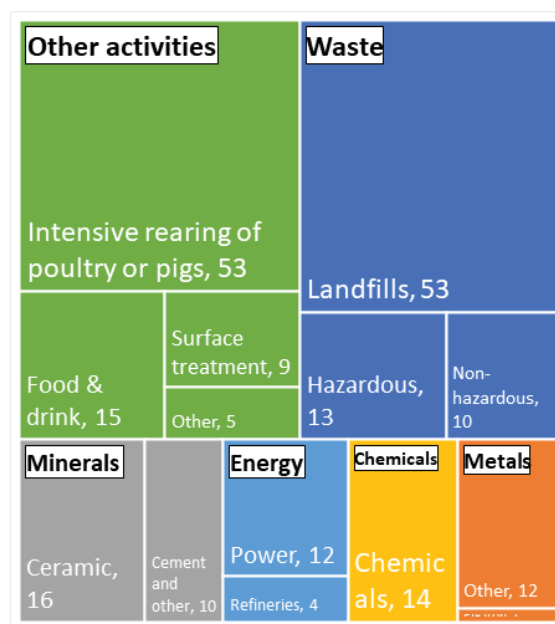 Other activities
Intensive rearing of
poultry or pigs, 53
Food &
drink, 15
Surface
treatment, 9
Other, 5
Waste
Landfills, 53
Hazardous,
13
Non-
hazardous,
10
Minerals
Ceramic,
16
Cement
and
other, 10
Energy
Power, 12
Refineries, 4
Chemicals
Chemic
als, 14
Metals
Other, 12